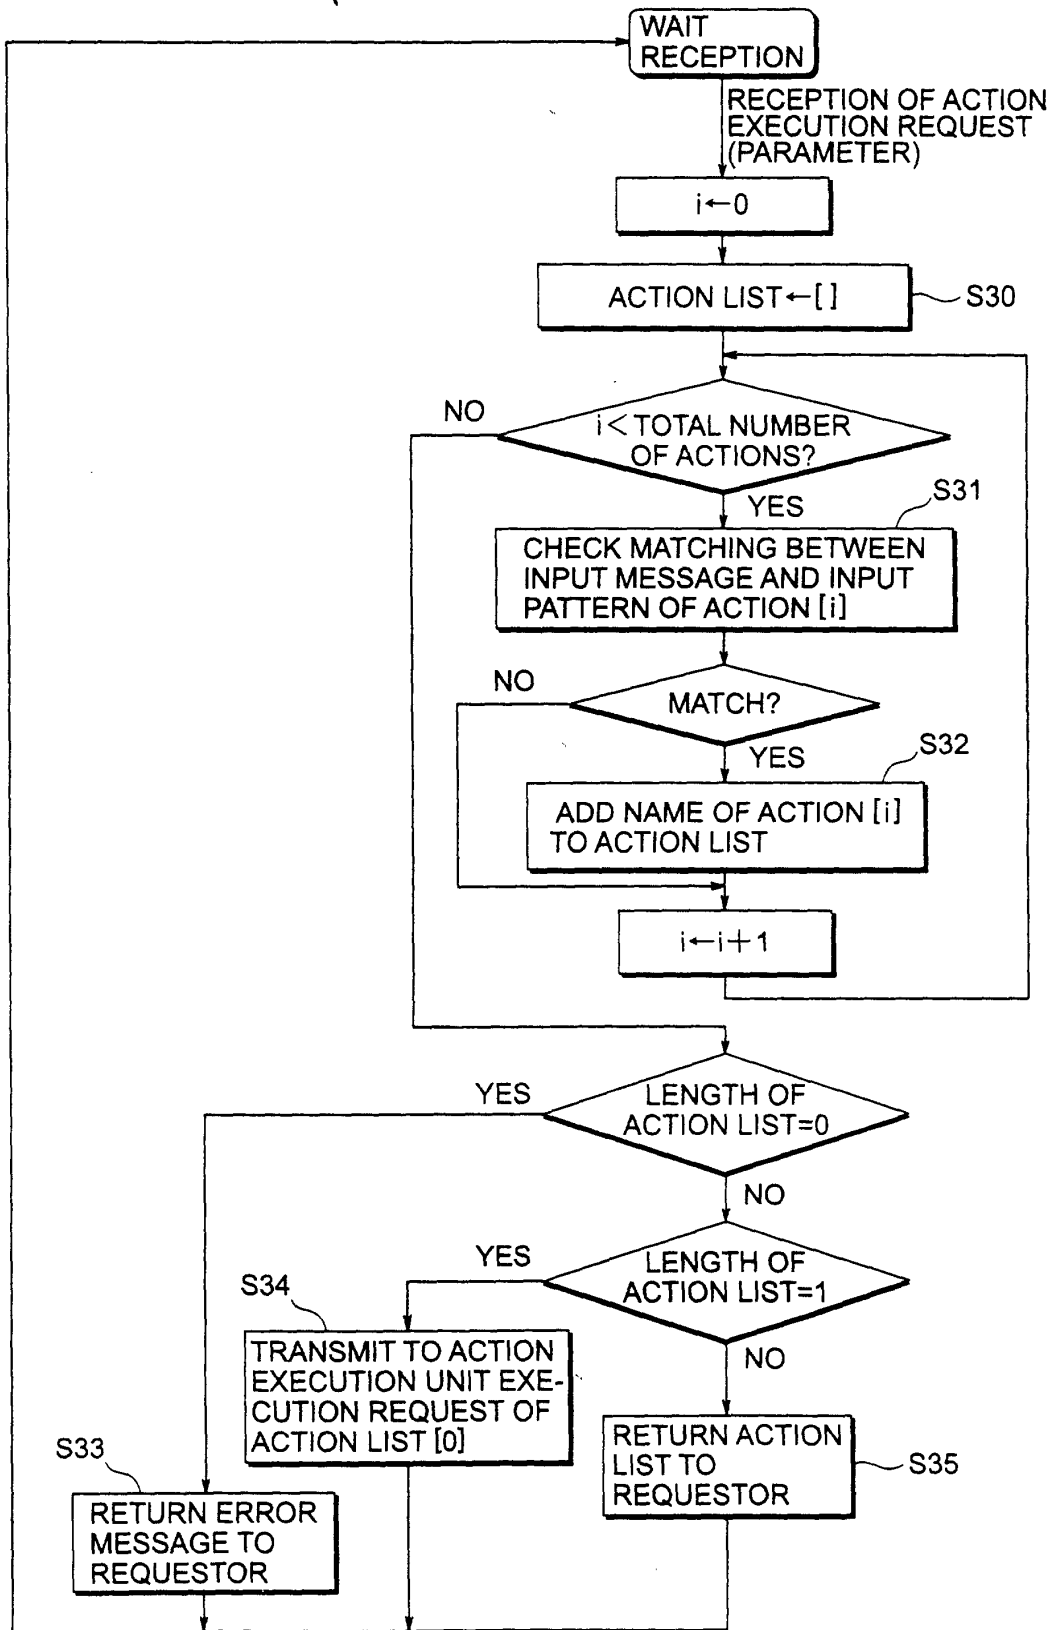 WAIT
RECEPTION
RECEPTION OF ACTION
EXECUTION REQUEST
(PARAMETER)
i←0
ACTION LIST←[ ]
S30
NO
i<TOTAL NUMBER
OF ACTIONS?
YES
S31
CHECK MATCHING BETWEEN
INPUT MESSAGE AND INPUT
PATTERN OF ACTION [i]
NO
MATCH?
YES
S32
ADD NAME OF ACTION [i]
TO ACTION LIST
i←i+1
YES
LENGTH OF
ACTION LIST=0
NO
YES
LENGTH OF
ACTION LIST=1
NO
S34
TRANSMIT TO ACTION
EXECUTION UNIT EXE-
CUTION REQUEST OF
ACTION LIST [0]
RETURN ACTION
LIST TO
REQUESTOR
S35
S33
RETURN ERROR
MESSAGE TO
REQUESTOR